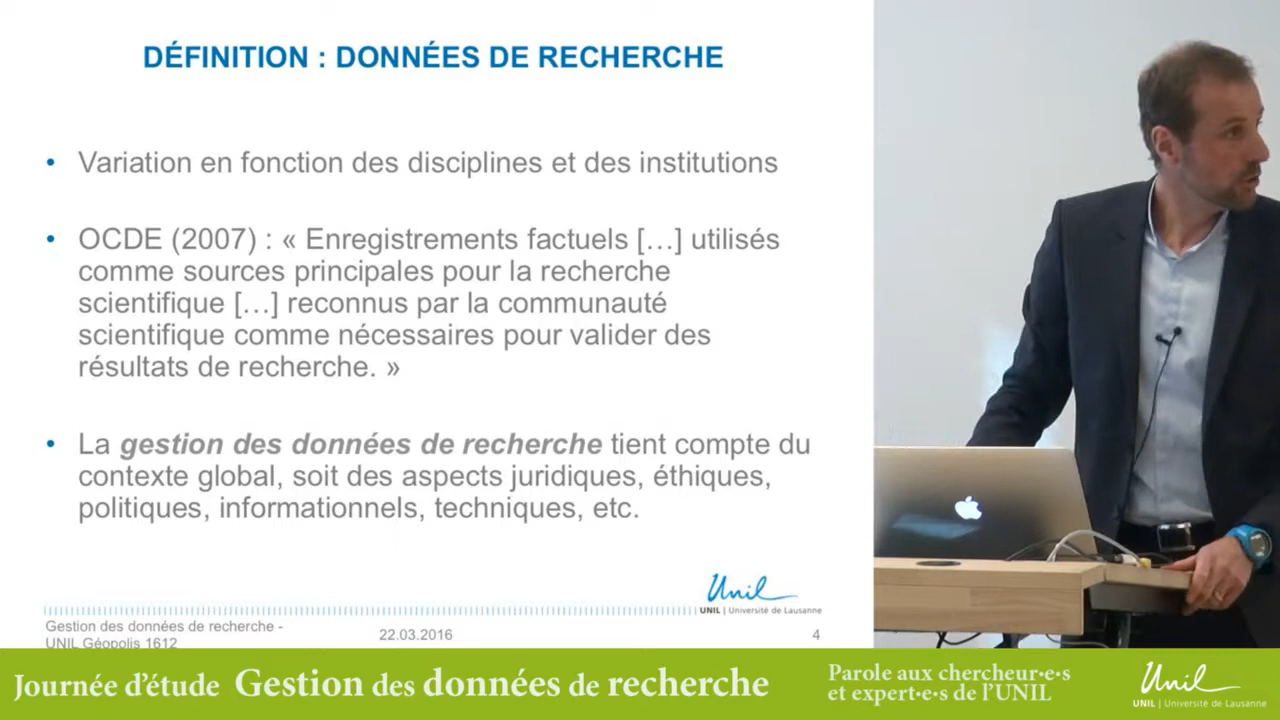 DÉFINITION : DONNÉES DE RECHERCHE
• Variation en fonction des disciplines et des institutions
• OCDE (2007) : « Enregistrements factuels […] utilisés
comme sources principales pour la recherche
scientifique […] reconnus par la communauté
scientifique comme nécessaires pour valider des
résultats de recherche. »
• La gestion des données de recherche tient compte du
contexte global, soit des aspects juridiques, éthiques,
politiques, informationnels, techniques, etc.
Unil
UNIL | Université de Lausanne
Gestion des données de recherche -
UNIL Géopolis 1612
22.03.2016
4
Journée d'étude Gestion des données de recherche
Parole aux chercheur•e•s
et expert•e•s de l'UNIL
Unil
UNIL | Université de Lausanne